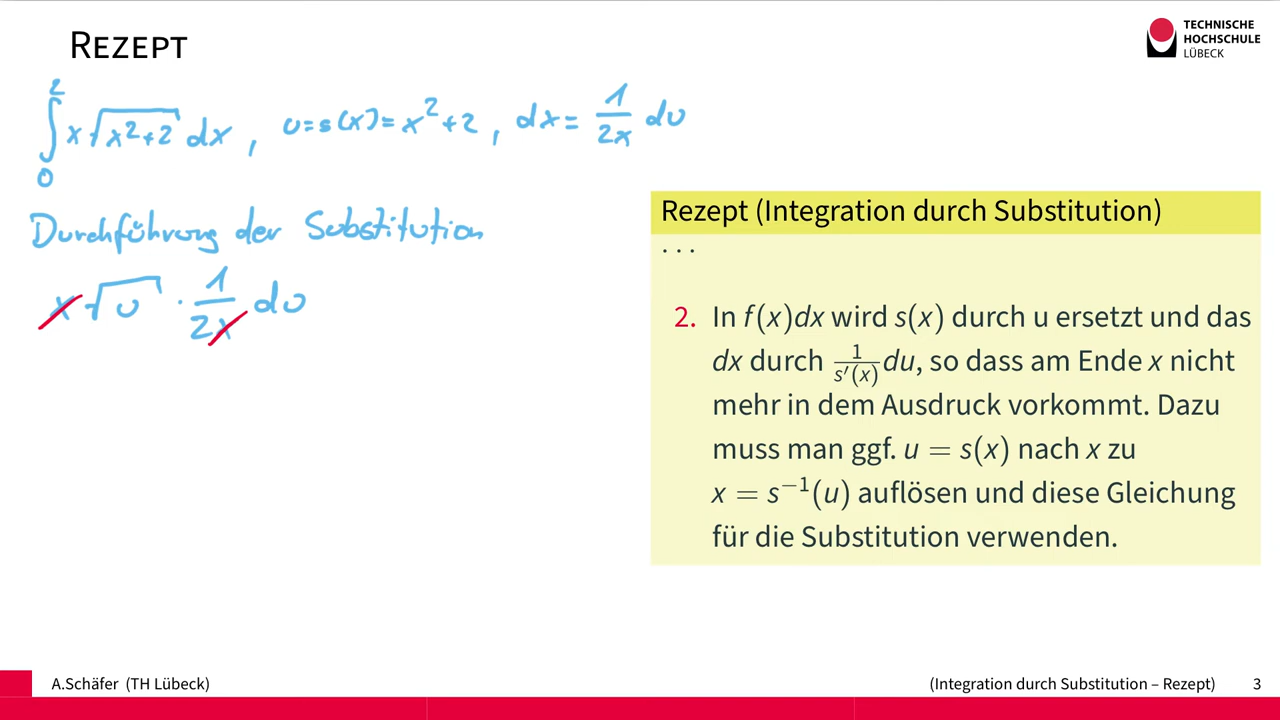 REZEPT
TECHNISCHE
HOCHSCHULE
LÜBECK
∫₀² x √(x²+2) dx , u=s(x)=x²+2 , dx = 1/(2x) du
Durchführung der Substitution
x √u · 1/(2x) du
Rezept (Integration durch Substitution)
...
2. In f(x)dx wird s(x) durch u ersetzt und das
dx durch 1/(s′(x)) du, so dass am Ende x nicht
mehr in dem Ausdruck vorkommt. Dazu
muss man ggf. u = s(x) nach x zu
x = s⁻¹(u) auflösen und diese Gleichung
für die Substitution verwenden.
A.Schäfer (TH Lübeck)
(Integration durch Substitution – Rezept) 3